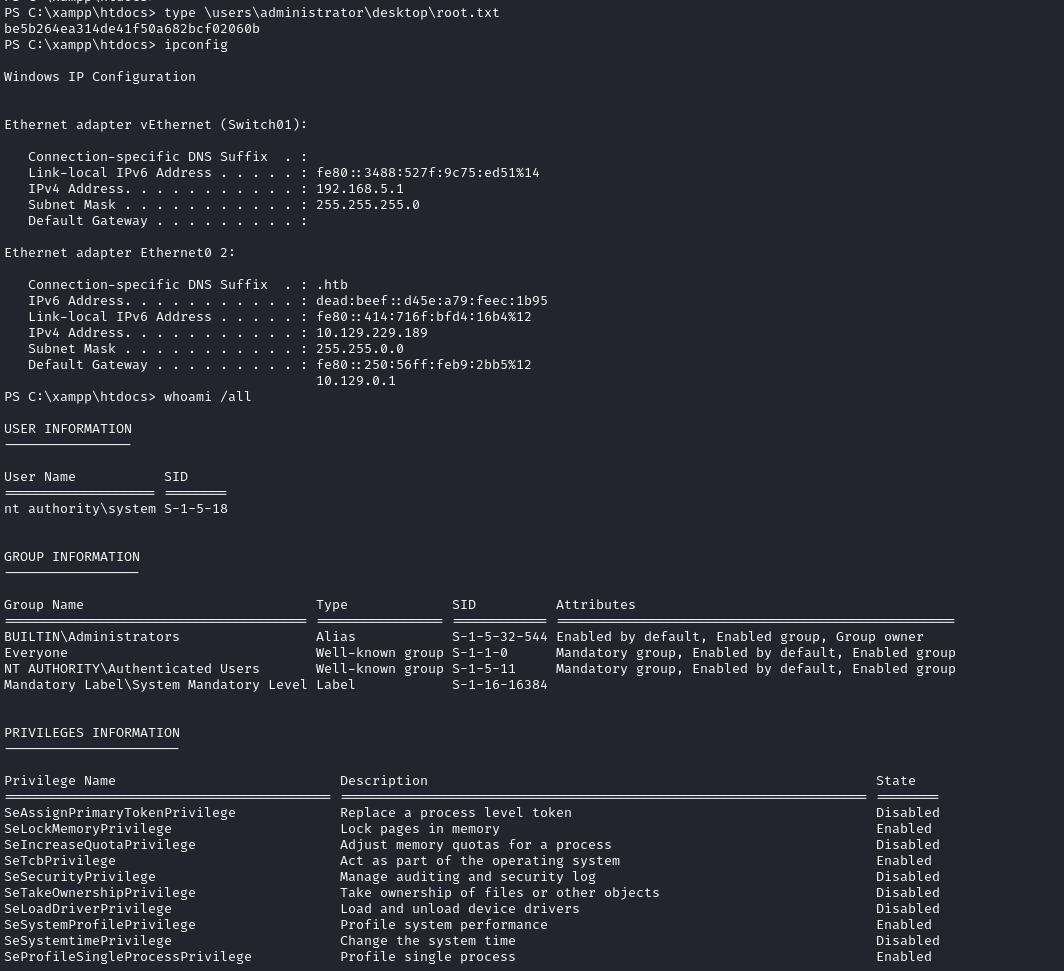 PS C:\xampp\htdocs> type \users\administrator\desktop\root.txt
be5b264ea314de41f50a682bcf02060b
PS C:\xampp\htdocs> ipconfig

Windows IP Configuration


Ethernet adapter vEthernet (Switch01):

   Connection-specific DNS Suffix  . :
   Link-local IPv6 Address . . . . . : fe80::3488:527f:9c75:ed51%14
   IPv4 Address. . . . . . . . . . . : 192.168.5.1
   Subnet Mask . . . . . . . . . . . : 255.255.255.0
   Default Gateway . . . . . . . . . :

Ethernet adapter Ethernet0 2:

   Connection-specific DNS Suffix  . : .htb
   IPv6 Address. . . . . . . . . . . : dead:beef::d45e:a79:feec:1b95
   Link-local IPv6 Address . . . . . : fe80::414:716f:bfd4:16b4%12
   IPv4 Address. . . . . . . . . . . : 10.129.229.189
   Subnet Mask . . . . . . . . . . . : 255.255.0.0
   Default Gateway . . . . . . . . . : fe80::250:56ff:feb9:2bb5%12
                                       10.129.0.1
PS C:\xampp\htdocs> whoami /all

USER INFORMATION
----------------

User Name           SID
=================== ========
nt authority\system S-1-5-18


GROUP INFORMATION
-----------------

Group Name                             Type             SID          Attributes
====================================== ================ ============ ==================================================
BUILTIN\Administrators                 Alias            S-1-5-32-544 Enabled by default, Enabled group, Group owner
Everyone                               Well-known group S-1-1-0      Mandatory group, Enabled by default, Enabled group
NT AUTHORITY\Authenticated Users       Well-known group S-1-5-11     Mandatory group, Enabled by default, Enabled group
Mandatory Label\System Mandatory Level Label            S-1-16-16384


PRIVILEGES INFORMATION
----------------------

Privilege Name                            Description                                                        State
========================================= ================================================================== ========
SeAssignPrimaryTokenPrivilege             Replace a process level token                                      Disabled
SeLockMemoryPrivilege                     Lock pages in memory                                               Enabled
SeIncreaseQuotaPrivilege                  Adjust memory quotas for a process                                 Disabled
SeTcbPrivilege                            Act as part of the operating system                                Enabled
SeSecurityPrivilege                       Manage auditing and security log                                   Disabled
SeTakeOwnershipPrivilege                  Take ownership of files or other objects                           Disabled
SeLoadDriverPrivilege                     Load and unload device drivers                                     Disabled
SeSystemProfilePrivilege                  Profile system performance                                         Enabled
SeSystemtimePrivilege                     Change the system time                                             Disabled
SeProfileSingleProcessPrivilege           Profile single process                                             Enabled